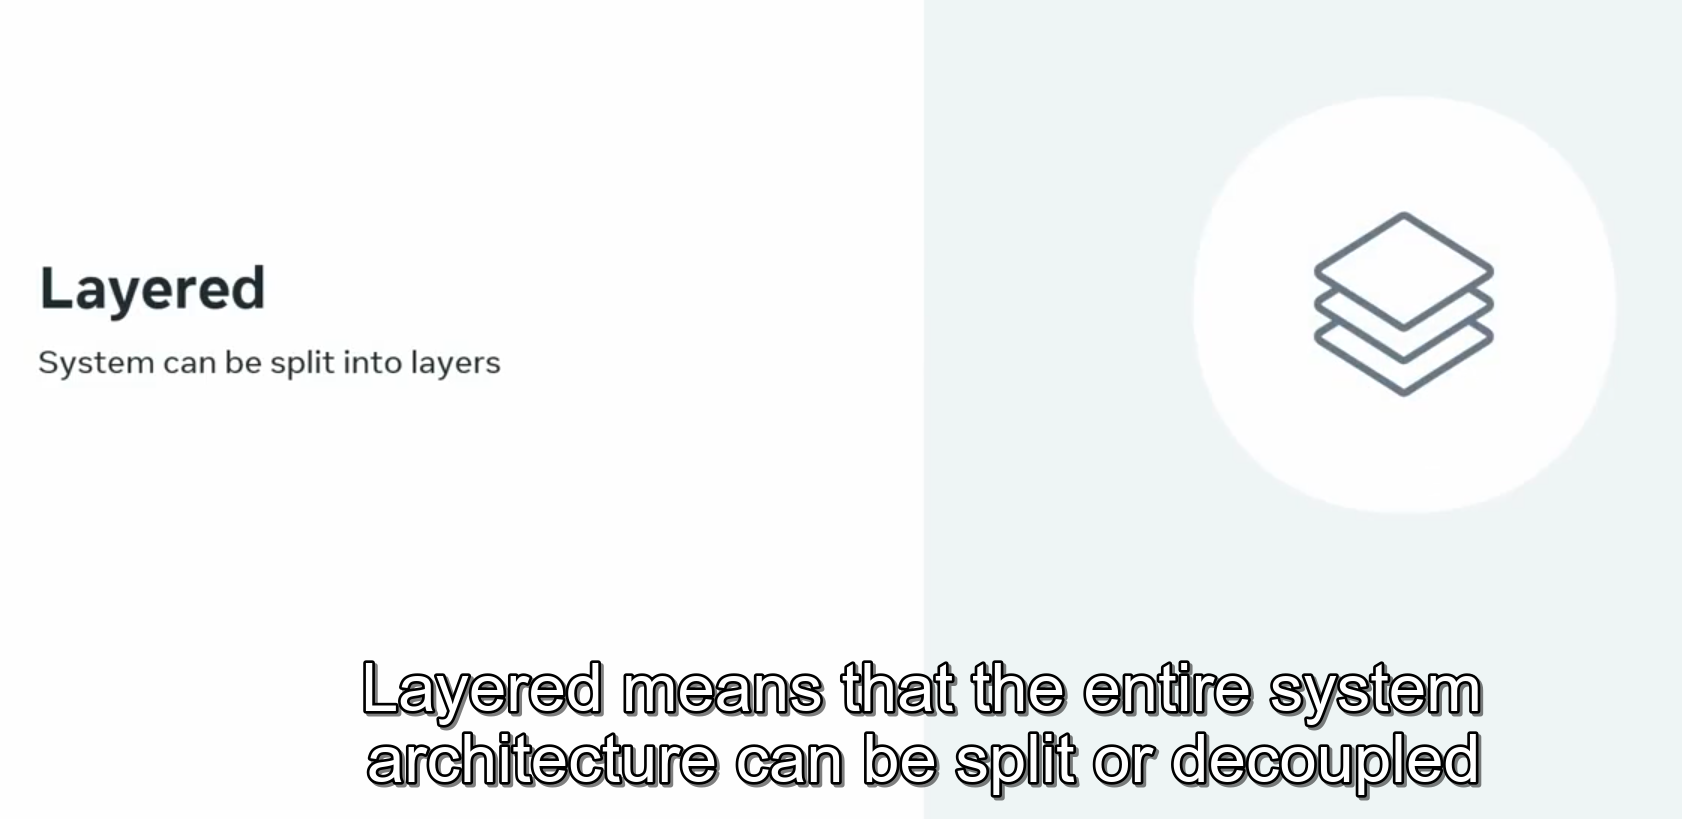 Layered
System can be split into layers
Layered means that the entire system
architecture can be split or decoupled